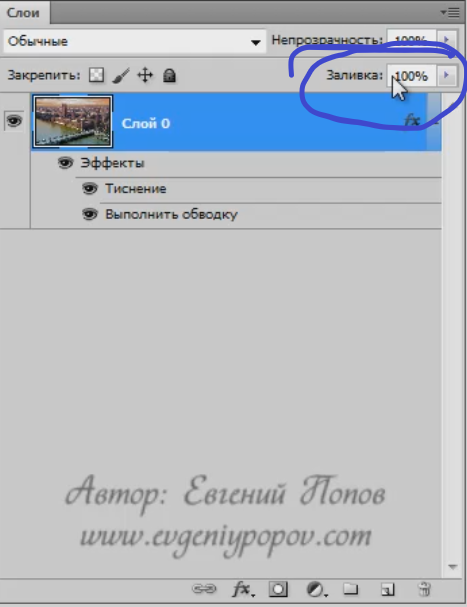 Слои
Обычные Непрозрачность: 100%
Закрепить: Заливка: 100%
Слой 0 fx
Эффекты
Тиснение
Выполнить обводку
Автор: Евгений Попов
www.evgeniypopov.com
fx.